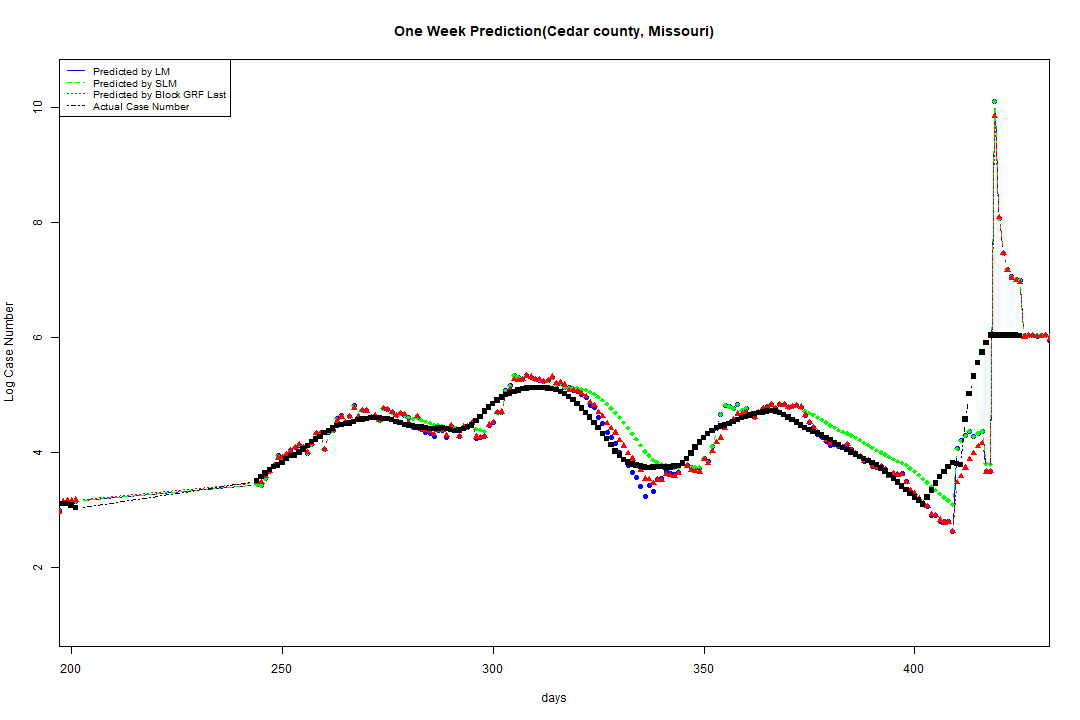 One Week Prediction(Cedar county, Missouri)
Predicted by LM
Predicted by SLM
Predicted by Block GRF Last
Actual Case Number
10
8
6
4
2
Log Case Number
200 250 300 350 400
days